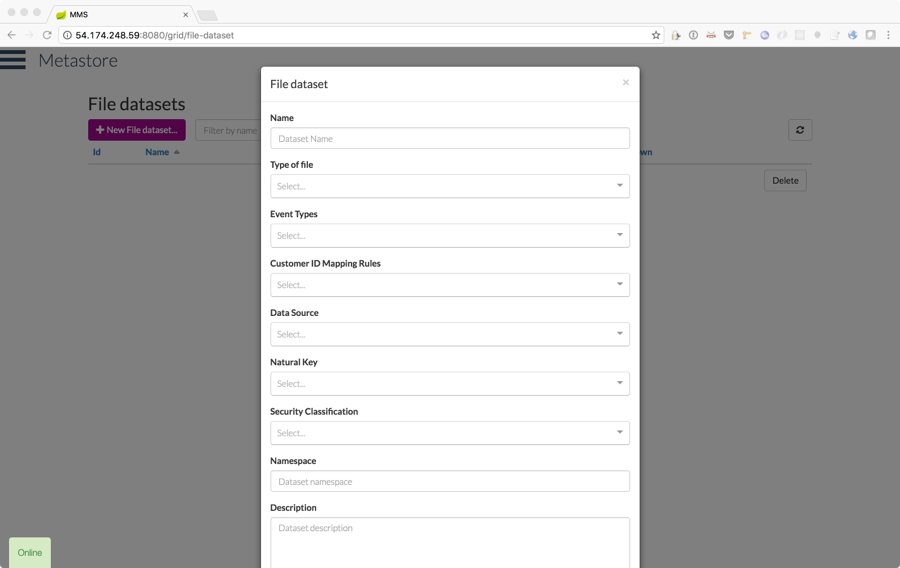 MMS
54.174.248.59:8080/grid/file-dataset
Metastore
File datasets
New File dataset...
Filter by name
Id
Name
wn
Delete
File dataset
Name
Dataset Name
Type of file
Select...
Event Types
Select...
Customer ID Mapping Rules
Select...
Data Source
Select...
Natural Key
Select...
Security Classification
Select...
Namespace
Dataset namespace
Description
Dataset description
Online